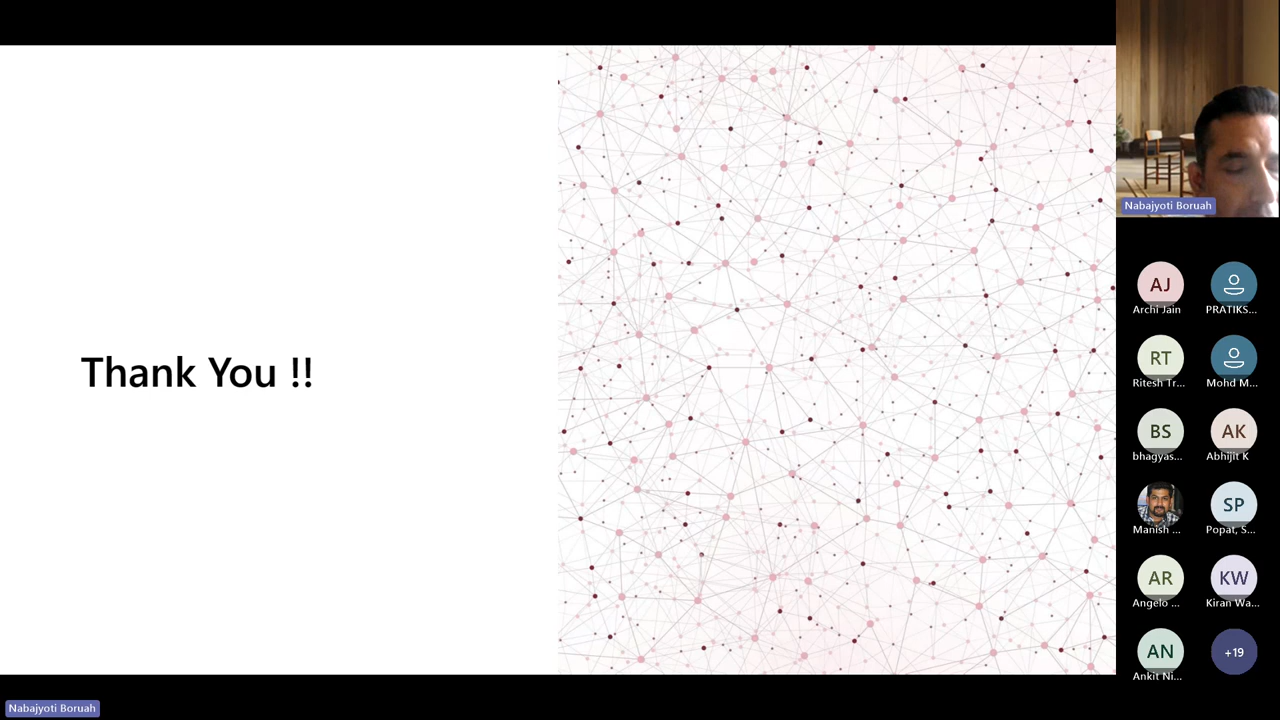 Thank You !!
Nabajyoti Boruah
AJ
Archi Jain
PRATIKS...
RT
Ritesh Tr...
Mohd M...
BS
bhagyas...
AK
Abhijit K
Manish ...
SP
Popat, S...
AR
Angelo ...
KW
Kiran Wa...
AN
Ankit Ni...
+19
Nabajyoti Boruah